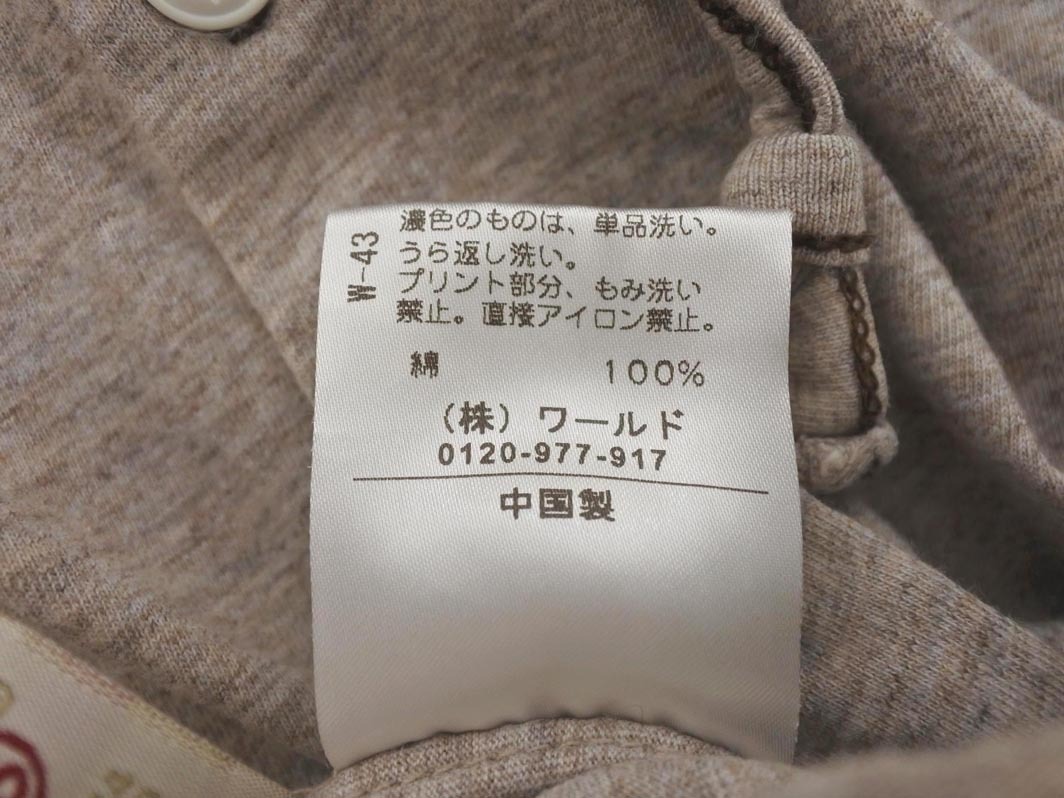 W-43
濃色のものは、単品洗い。
うら返し洗い。
プリント部分、もみ洗い
禁止。直接アイロン禁止。
綿 100%
(株) ワールド
0120-977-917
中国製